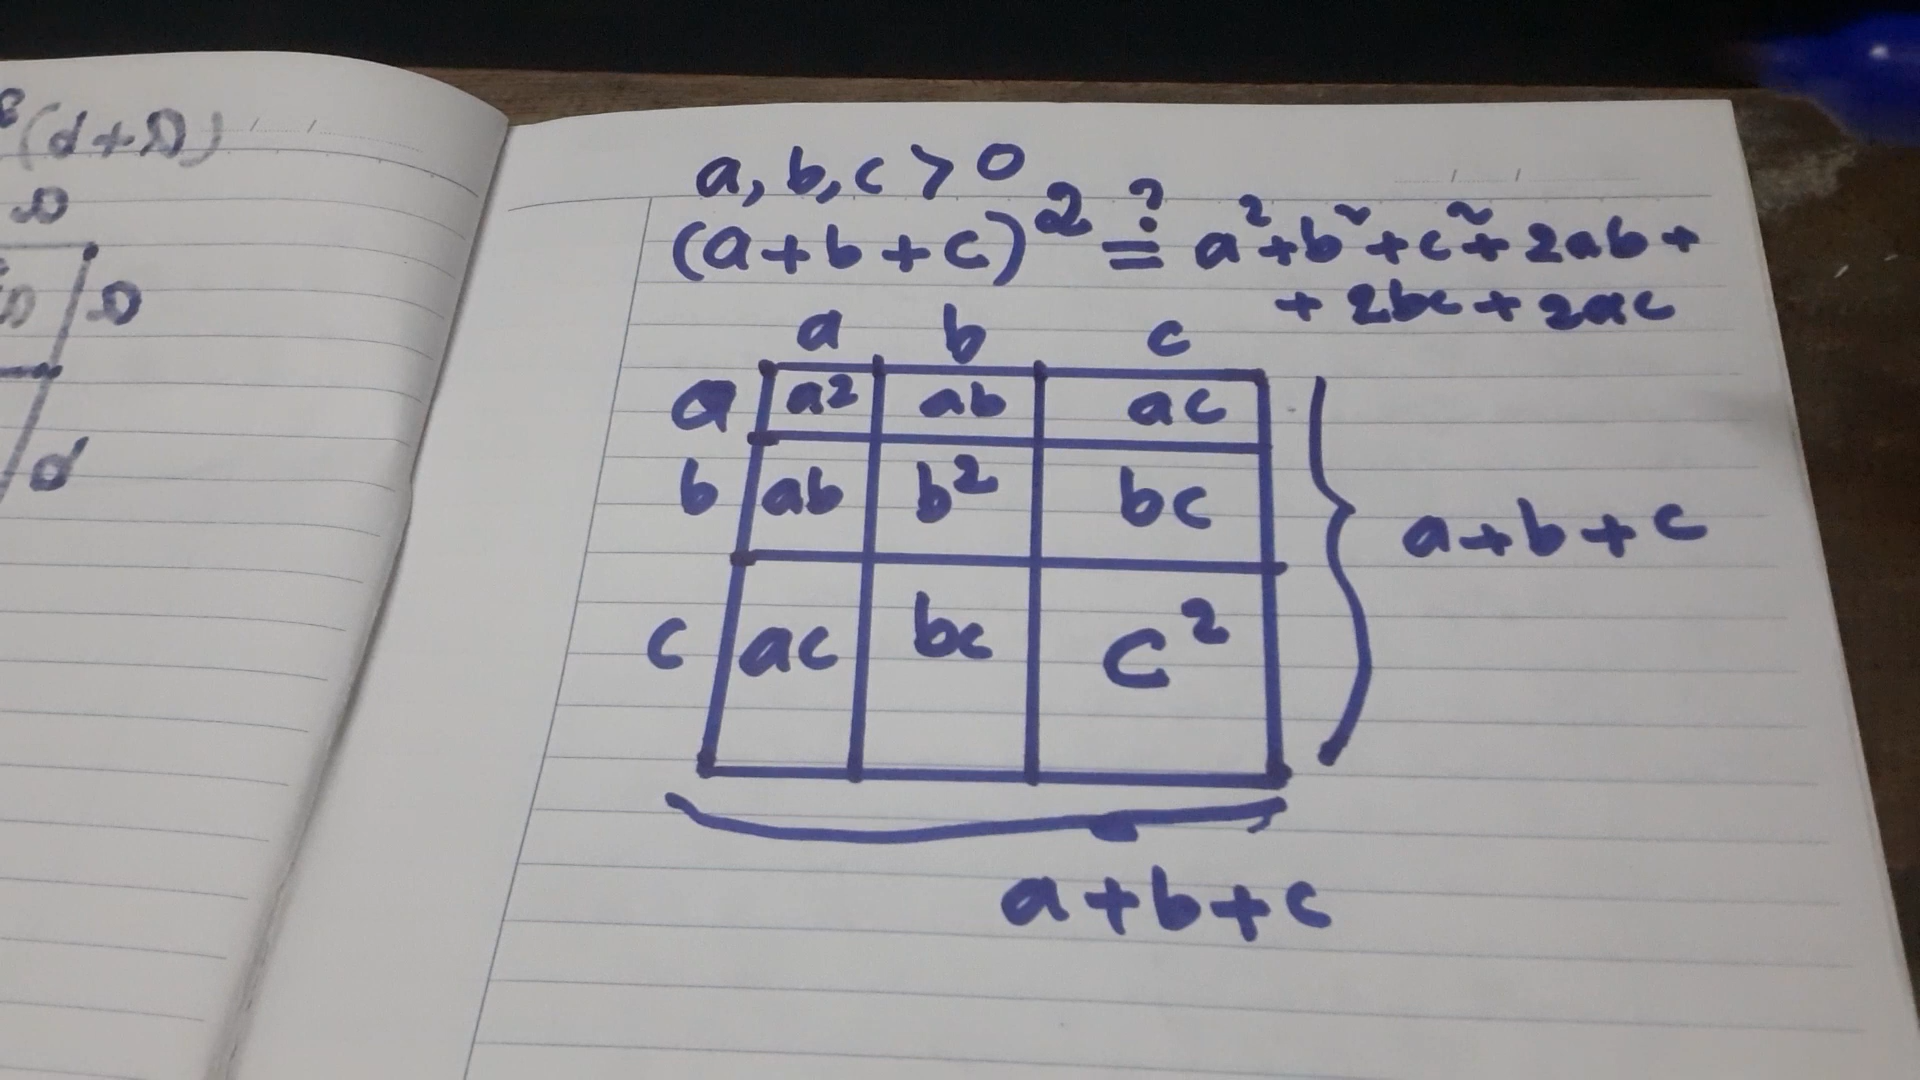 a, b, c > 0
(a+b+c)² ?= a²+b²+c²+2ab+
+2bc+2ac
a b c
a a² ab ac
b ab b² bc
c ac bc c²
a+b+c
a+b+c